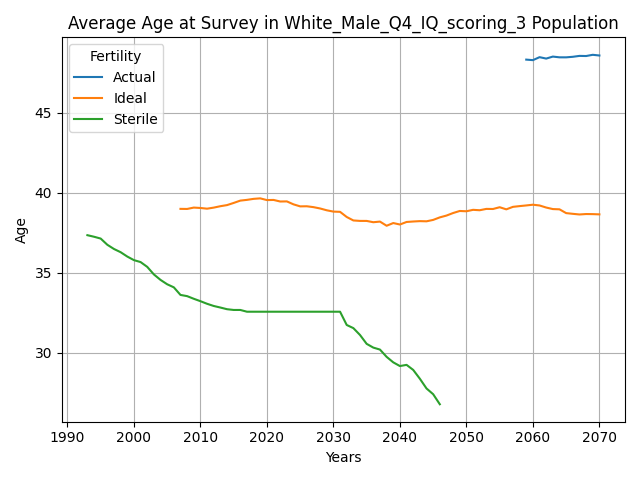 Average Age at Survey in White_Male_Q4_IQ_scoring_3 Population
Fertility
Actual
Ideal
Sterile
Age
45
40
35
30
1990 2000 2010 2020 2030 2040 2050 2060 2070
Years